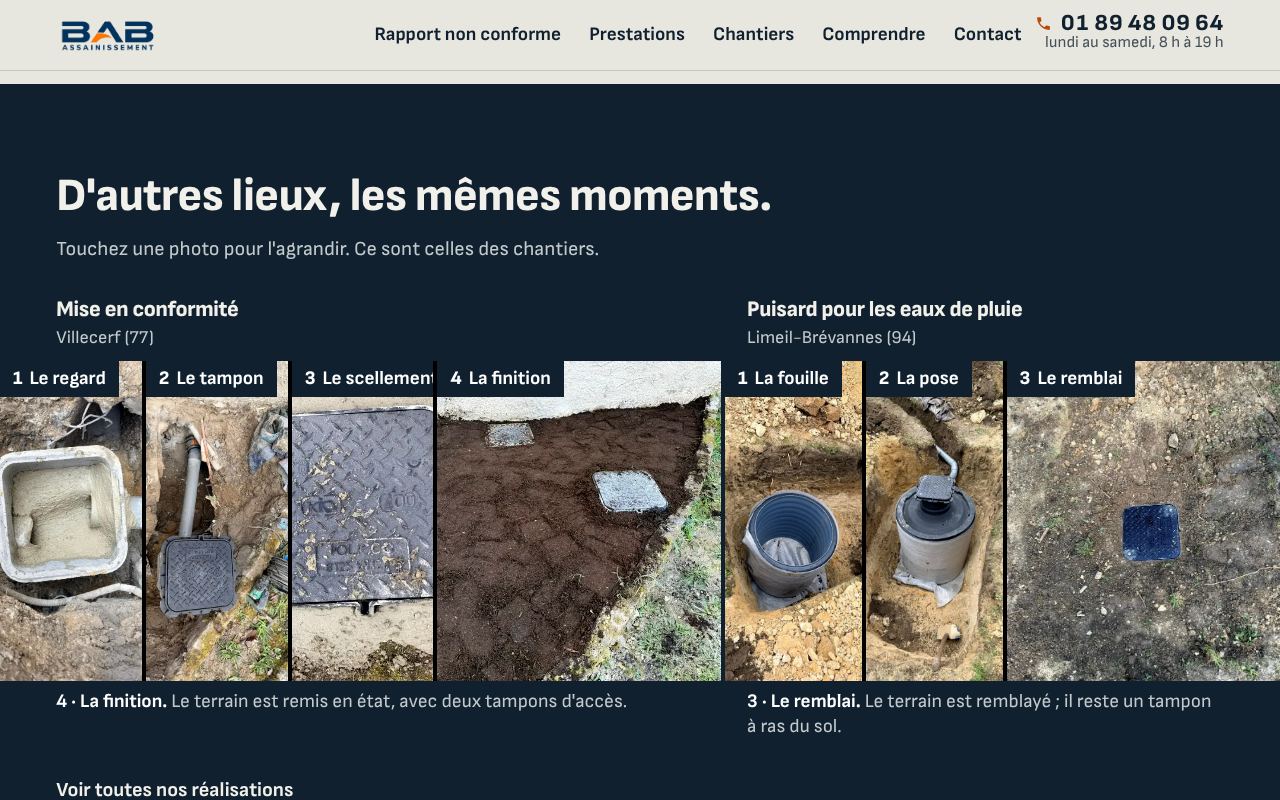 BAB
ASSAINISSEMENT
Rapport non conforme
Prestations
Chantiers
Comprendre
Contact
01 89 48 09 64
lundi au samedi, 8 h à 19 h
D'autres lieux, les mêmes moments.
Touchez une photo pour l'agrandir. Ce sont celles des chantiers.
Mise en conformité
Villecerf (77)
Puisard pour les eaux de pluie
Limeil-Brévannes (94)
1 Le regard
2 Le tampon
3 Le scellement
4 La finition
1 La fouille
2 La pose
3 Le remblai
4 · La finition. Le terrain est remis en état, avec deux tampons d'accès.
3 · Le remblai. Le terrain est remblayé ; il reste un tampon
à ras du sol.
Voir toutes nos réalisations